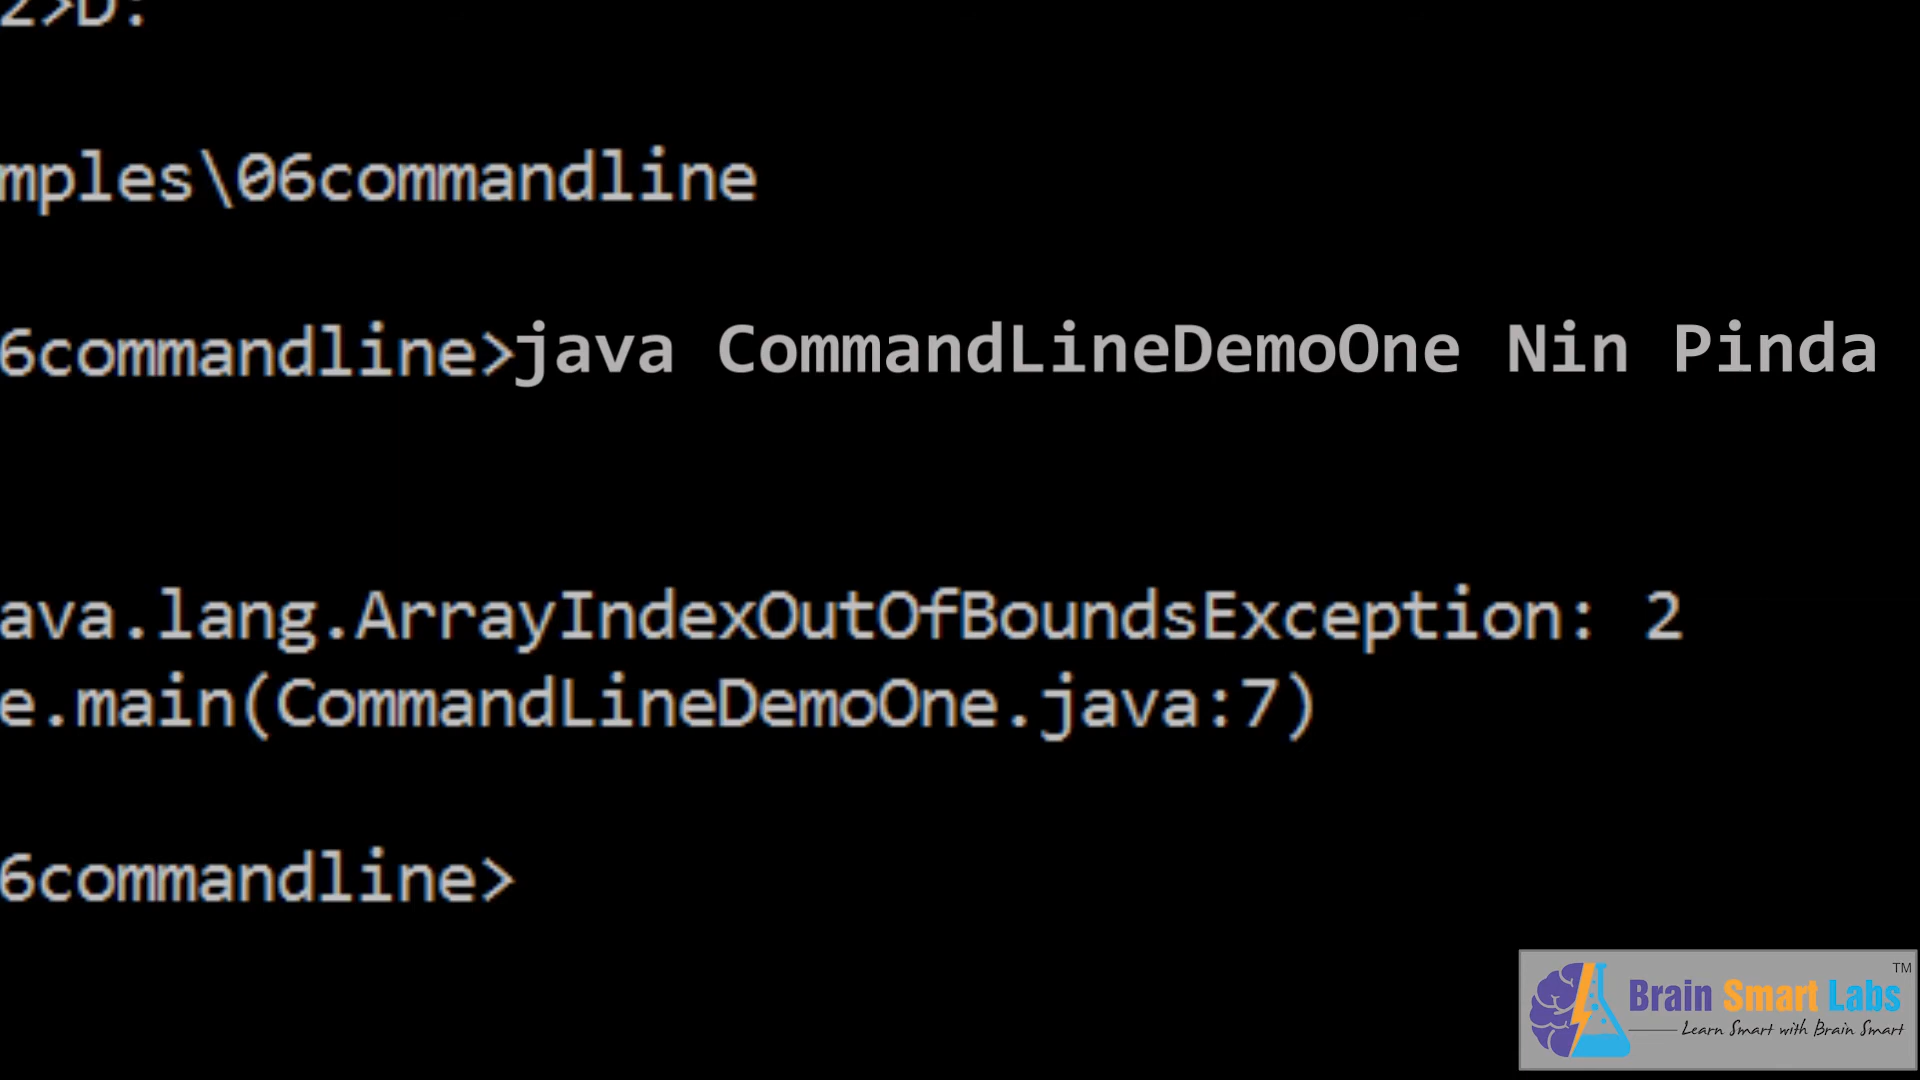 2>D:
mples\06commandline
6commandline>java CommandLineDemoOne Nin Pinda
ava.lang.ArrayIndexOutOfBoundsException: 2
e.main(CommandLineDemoOne.java:7)
6commandline>
TM
Brain Smart Labs
Learn Smart with Brain Smart